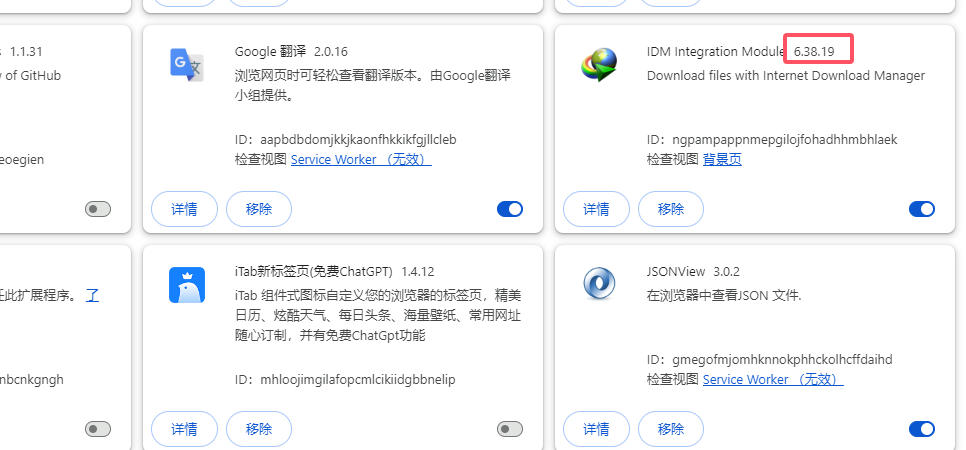 s 1.1.31
of GitHub
eoegien
Google 翻译 2.0.16
浏览网页时可轻松查看翻译版本。由Google翻译
小组提供。
ID：aapbdbdomjkkjkaonfhkkikfgjllcleb
检查视图 Service Worker （无效）
详情 移除
IDM Integration Module 6.38.19
Download files with Internet Download Manager
ID：ngpampappnmepgilojfohadhhmbhlaek
检查视图 背景页
详情 移除
此扩展程序。 了
nbcnkgngh
iTab新标签页(免费ChatGPT) 1.4.12
iTab 组件式图标自定义您的浏览器的标签页，精美
日历、炫酷天气、每日头条、海量壁纸、常用网址
随心订制，并有免费ChatGpt功能
ID：mhloojimgilafopcmlcikiidgbbnelip
详情 移除
JSONView 3.0.2
在浏览器中查看JSON 文件.
ID：gmegofmjomhknnokphhckolhcffdaihd
检查视图 Service Worker （无效）
详情 移除